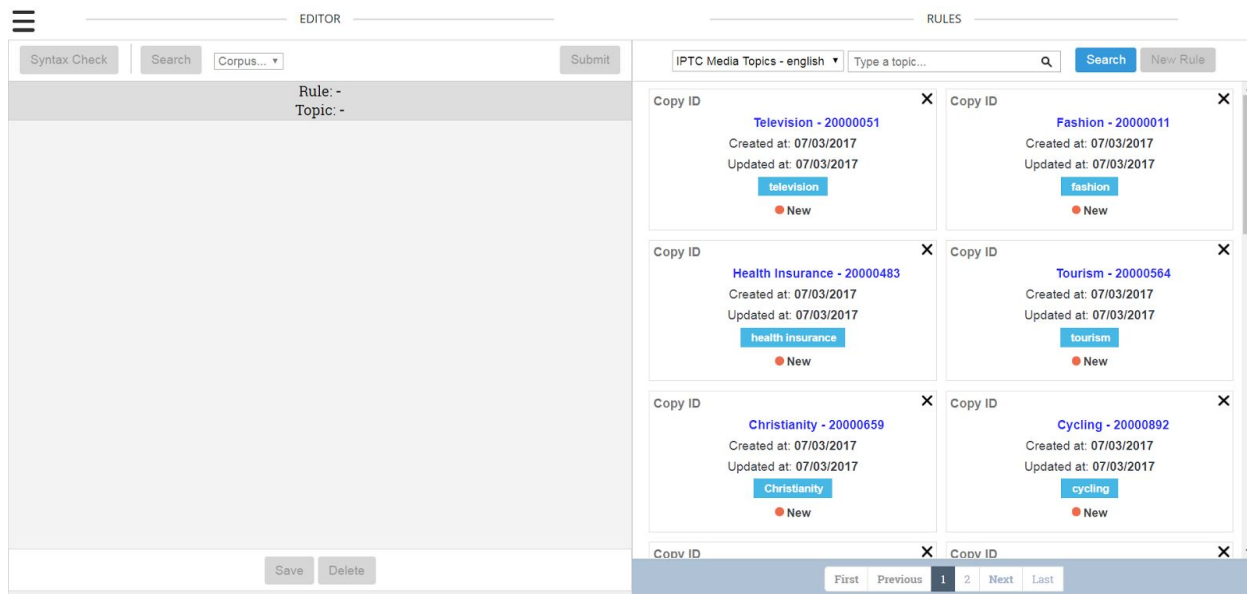 EDITOR
Syntax Check Search Corpus... Submit
Rule: -
Topic: -
Save Delete
RULES
IPTC Media Topics - english Type a topic... Search New Rule
Copy ID
Television - 20000051
Created at: 07/03/2017
Updated at: 07/03/2017
television
New
Copy ID
Fashion - 20000011
Created at: 07/03/2017
Updated at: 07/03/2017
fashion
New
Copy ID
Health Insurance - 20000483
Created at: 07/03/2017
Updated at: 07/03/2017
health insurance
New
Copy ID
Tourism - 20000564
Created at: 07/03/2017
Updated at: 07/03/2017
tourism
New
Copy ID
Christianity - 20000659
Created at: 07/03/2017
Updated at: 07/03/2017
Christianity
New
Copy ID
Cycling - 20000892
Created at: 07/03/2017
Updated at: 07/03/2017
cycling
New
Copy ID
Copy ID
First Previous 1 2 Next Last